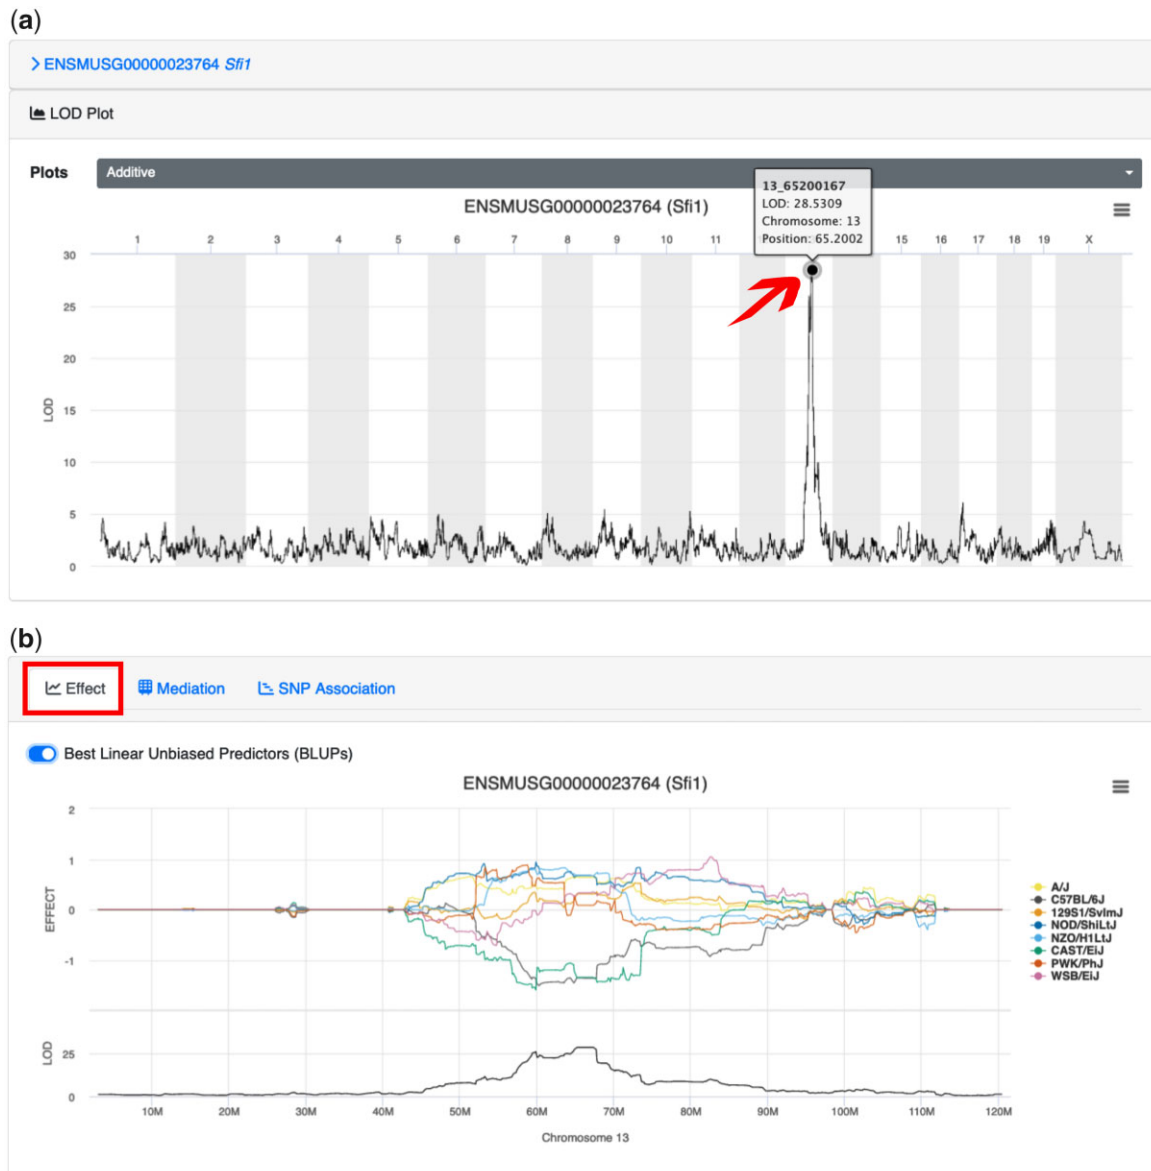 (a)
ENSMUSG00000023764 Sfi1
LOD Plot
Plots Additive
ENSMUSG00000023764 (Sfi1)
13_65200167
LOD: 28.5309
Chromosome: 13
Position: 65.2002
1 2 3 4 5 6 7 8 9 10 11 15 16 17 18 19 X
30
25
20
15
10
5
0
LOD
(b)
Effect Mediation SNP Association
Best Linear Unbiased Predictors (BLUPs)
ENSMUSG00000023764 (Sfi1)
2
1
0
-1
EFFECT
A/J
C57BL/6J
129S1/SvImJ
NOD/ShiLtJ
NZO/H1LtJ
CAST/EiJ
PWK/PhJ
WSB/EiJ
LOD
25
0
10M 20M 30M 40M 50M 60M 70M 80M 90M 100M 110M 120M
Chromosome 13